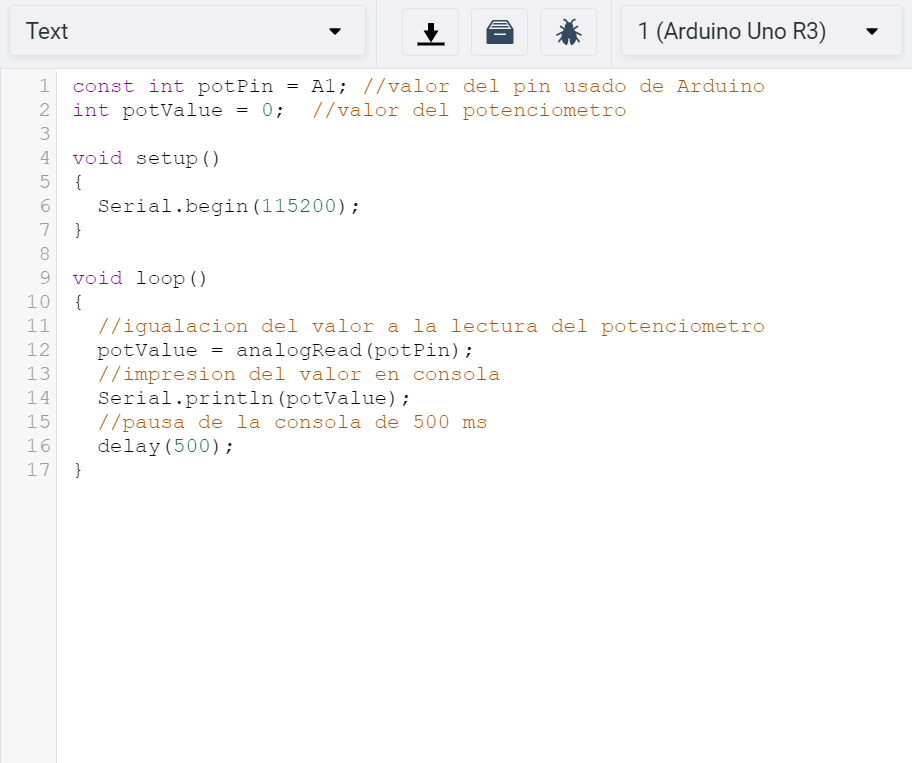 Text
1 (Arduino Uno R3)
1 const int potPin = A1; //valor del pin usado de Arduino
2 int potValue = 0;  //valor del potenciometro
3
4 void setup()
5 {
6   Serial.begin(115200);
7 }
8
9 void loop()
10 {
11   //igualacion del valor a la lectura del potenciometro
12   potValue = analogRead(potPin);
13   //impresion del valor en consola
14   Serial.println(potValue);
15   //pausa de la consola de 500 ms
16   delay(500);
17 }